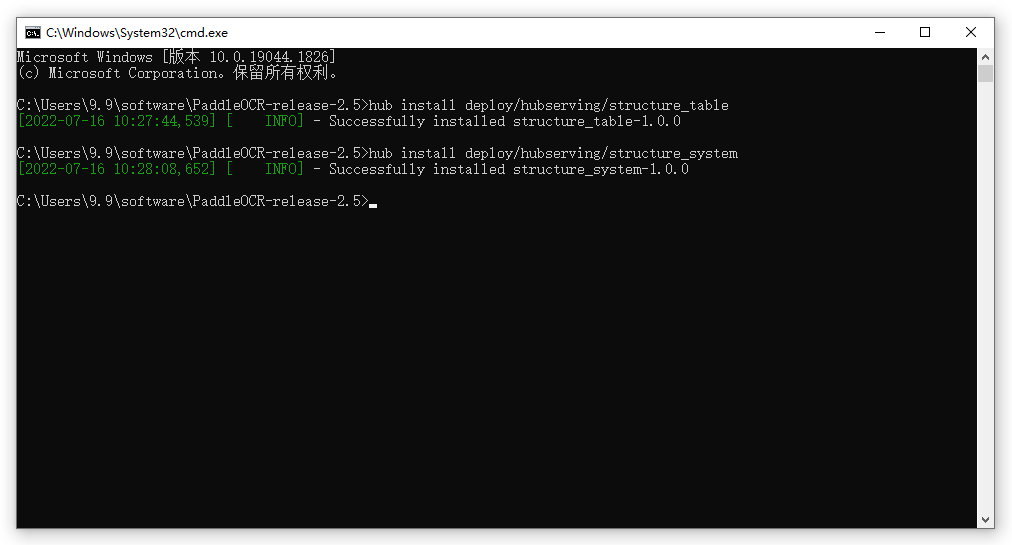 C:\Windows\System32\cmd.exe
Microsoft Windows [版本 10.0.19044.1826]
(c) Microsoft Corporation。保留所有权利。
C:\Users\9.9\software\PaddleOCR-release-2.5>hub install deploy/hubserving/structure_table
[2022-07-16 10:27:44,539] [    INFO] - Successfully installed structure_table-1.0.0
C:\Users\9.9\software\PaddleOCR-release-2.5>hub install deploy/hubserving/structure_system
[2022-07-16 10:28:08,652] [    INFO] - Successfully installed structure_system-1.0.0
C:\Users\9.9\software\PaddleOCR-release-2.5>